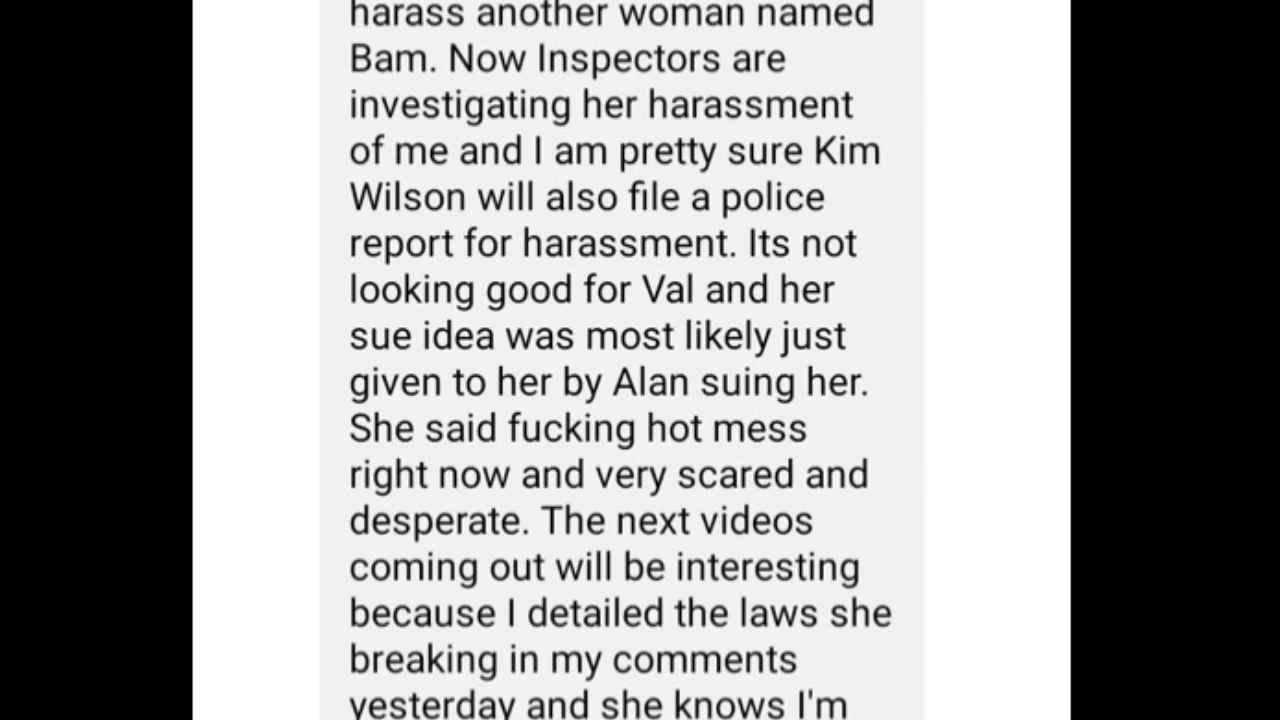 harass another woman named
Bam. Now Inspectors are
investigating her harassment
of me and I am pretty sure Kim
Wilson will also file a police
report for harassment. Its not
looking good for Val and her
sue idea was most likely just
given to her by Alan suing her.
She said fucking hot mess
right now and very scared and
desperate. The next videos
coming out will be interesting
because I detailed the laws she
breaking in my comments
yesterday and she knows I'm